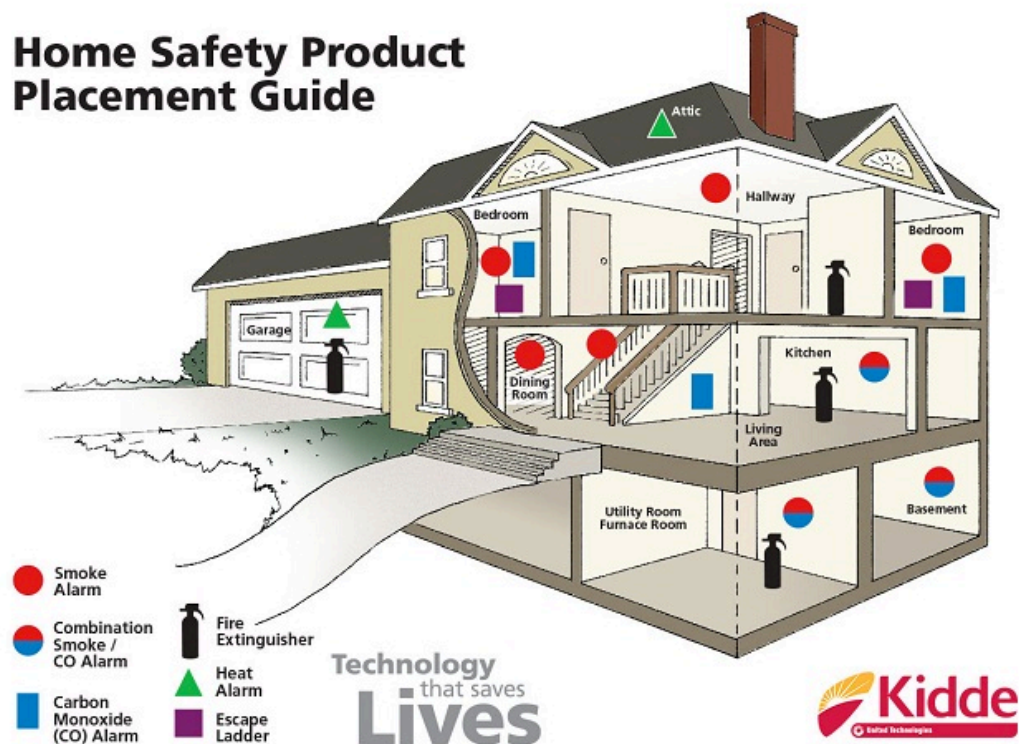 Home Safety Product
Placement Guide
Attic
Hallway
Bedroom
Bedroom
Garage
Dining
Room
Kitchen
Living
Area
Utility Room
Furnace Room
Basement
Smoke
Alarm
Combination
Smoke /
CO Alarm
Carbon
Monoxide
(CO) Alarm
Fire
Extinguisher
Heat
Alarm
Escape
Ladder
Technology
that saves
Lives
Kidde
United Technologies